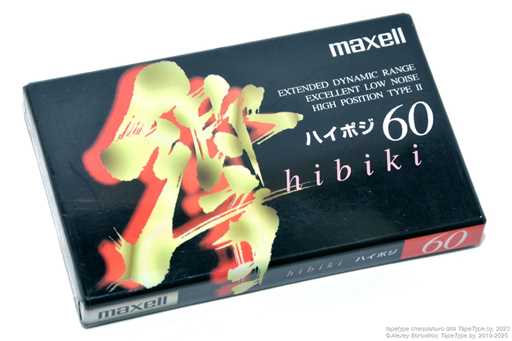 maxell
EXTENDED DYNAMIC RANGE
EXCELLENT LOW NOISE
HIGH POSITION TYPE II
ハイポジ 60
hibiki
響
maxell
hibiki ハイポジ 60